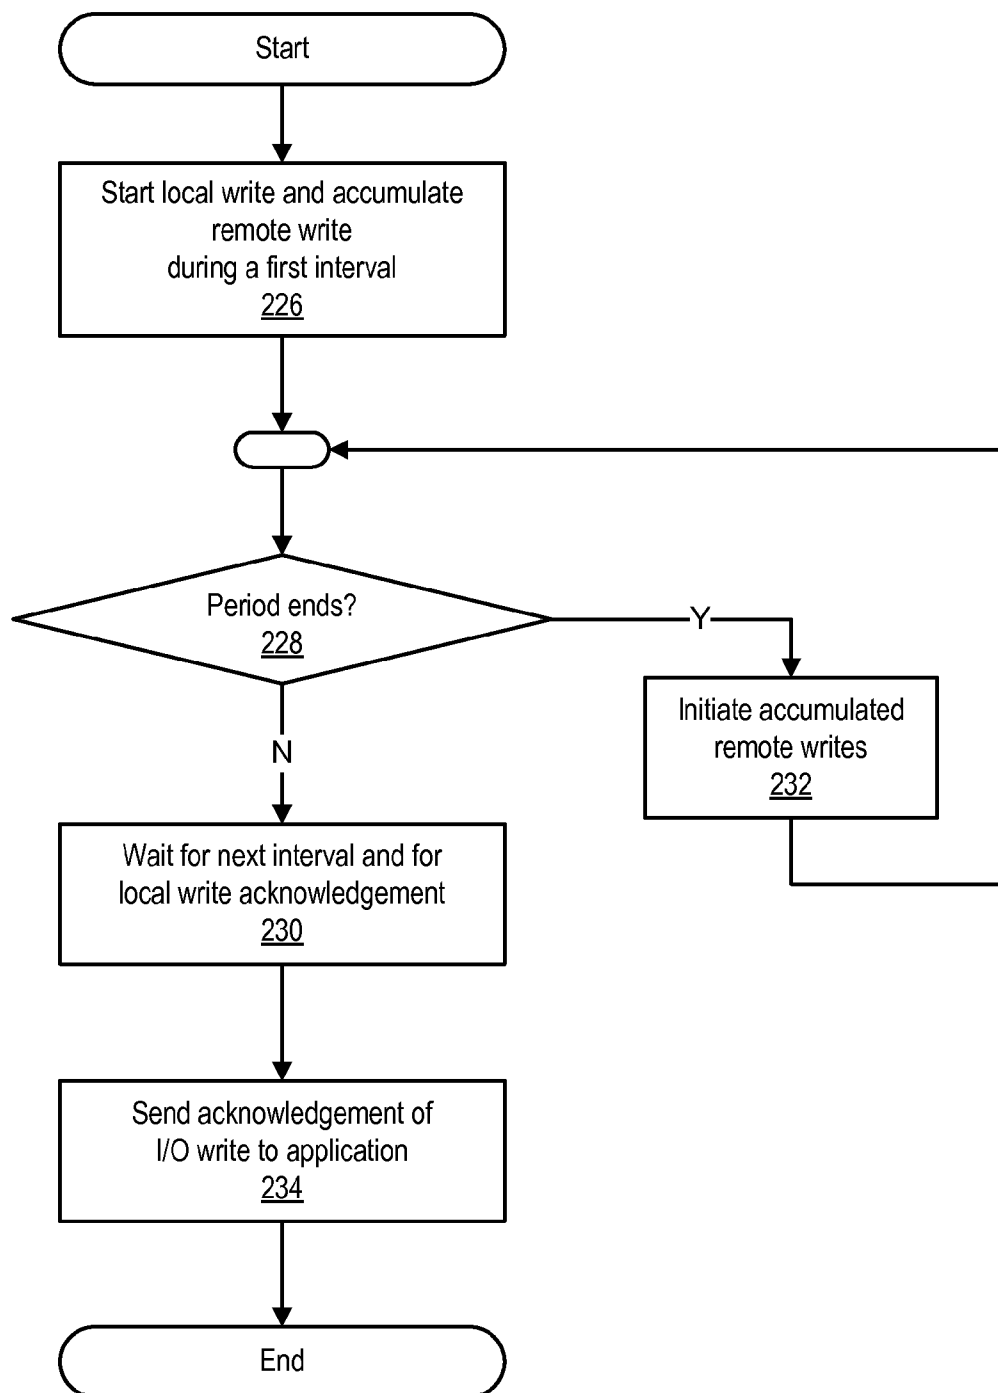 Start
Start local write and accumulate
remote write
during a first interval
226
Period ends?
228
Y
N
Initiate accumulated
remote writes
232
Wait for next interval and for
local write acknowledgement
230
Send acknowledgement of
I/O write to application
234
End